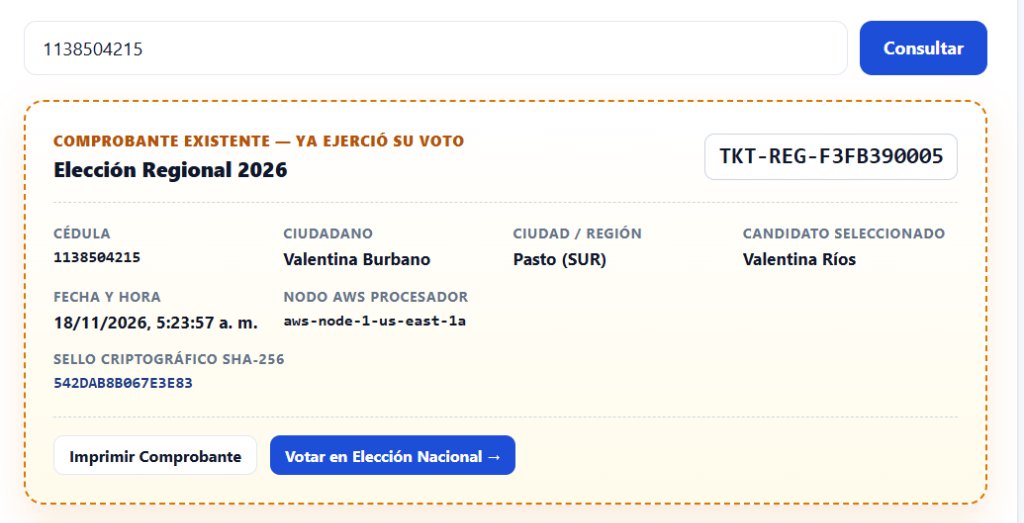 1138504215
Consultar
COMPROBANTE EXISTENTE — YA EJERCIÓ SU VOTO
Elección Regional 2026
TKT-REG-F3FB390005
CÉDULA
1138504215
CIUDADANO
Valentina Burbano
CIUDAD / REGIÓN
Pasto (SUR)
CANDIDATO SELECCIONADO
Valentina Ríos
FECHA Y HORA
18/11/2026, 5:23:57 a. m.
NODO AWS PROCESADOR
aws-node-1-us-east-1a
SELLO CRIPTOGRÁFICO SHA-256
542DAB8B067E3E83
Imprimir Comprobante
Votar en Elección Nacional →